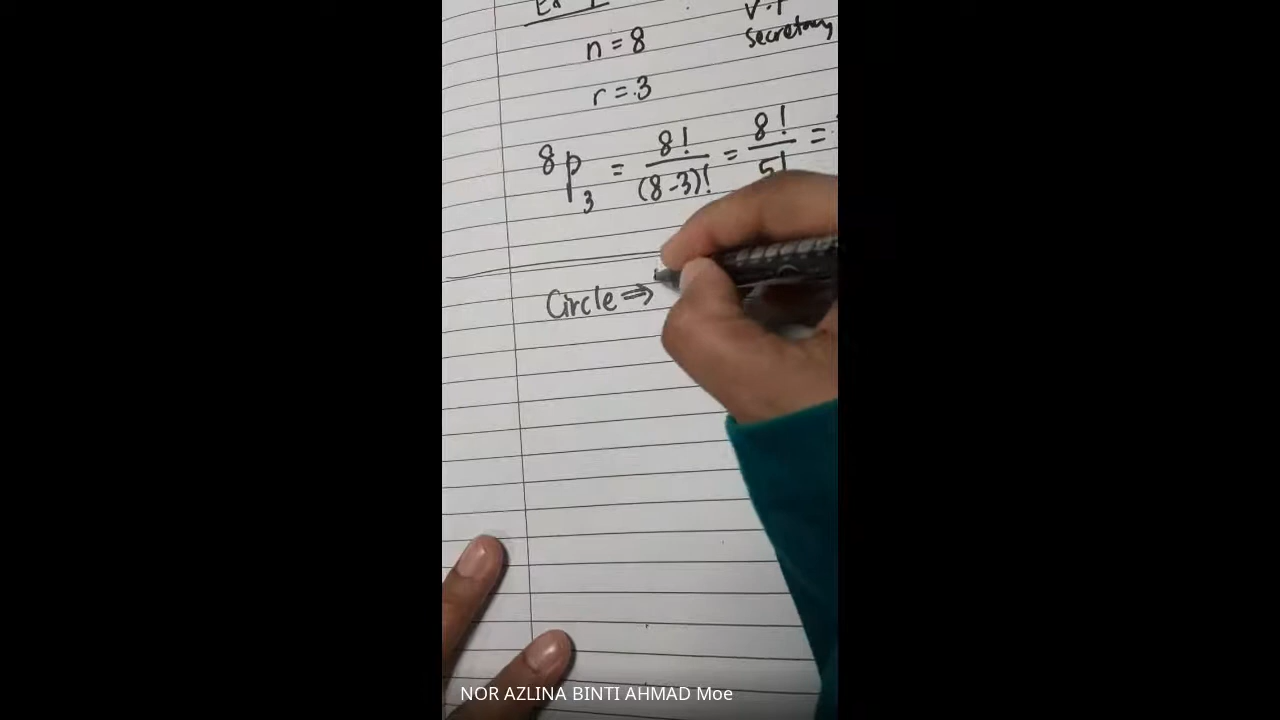 n = 8
secretary
r = 3
8P3 = 8!/(8-3)! = 8!/5! =
Circle ⇒
NOR AZLINA BINTI AHMAD Moe